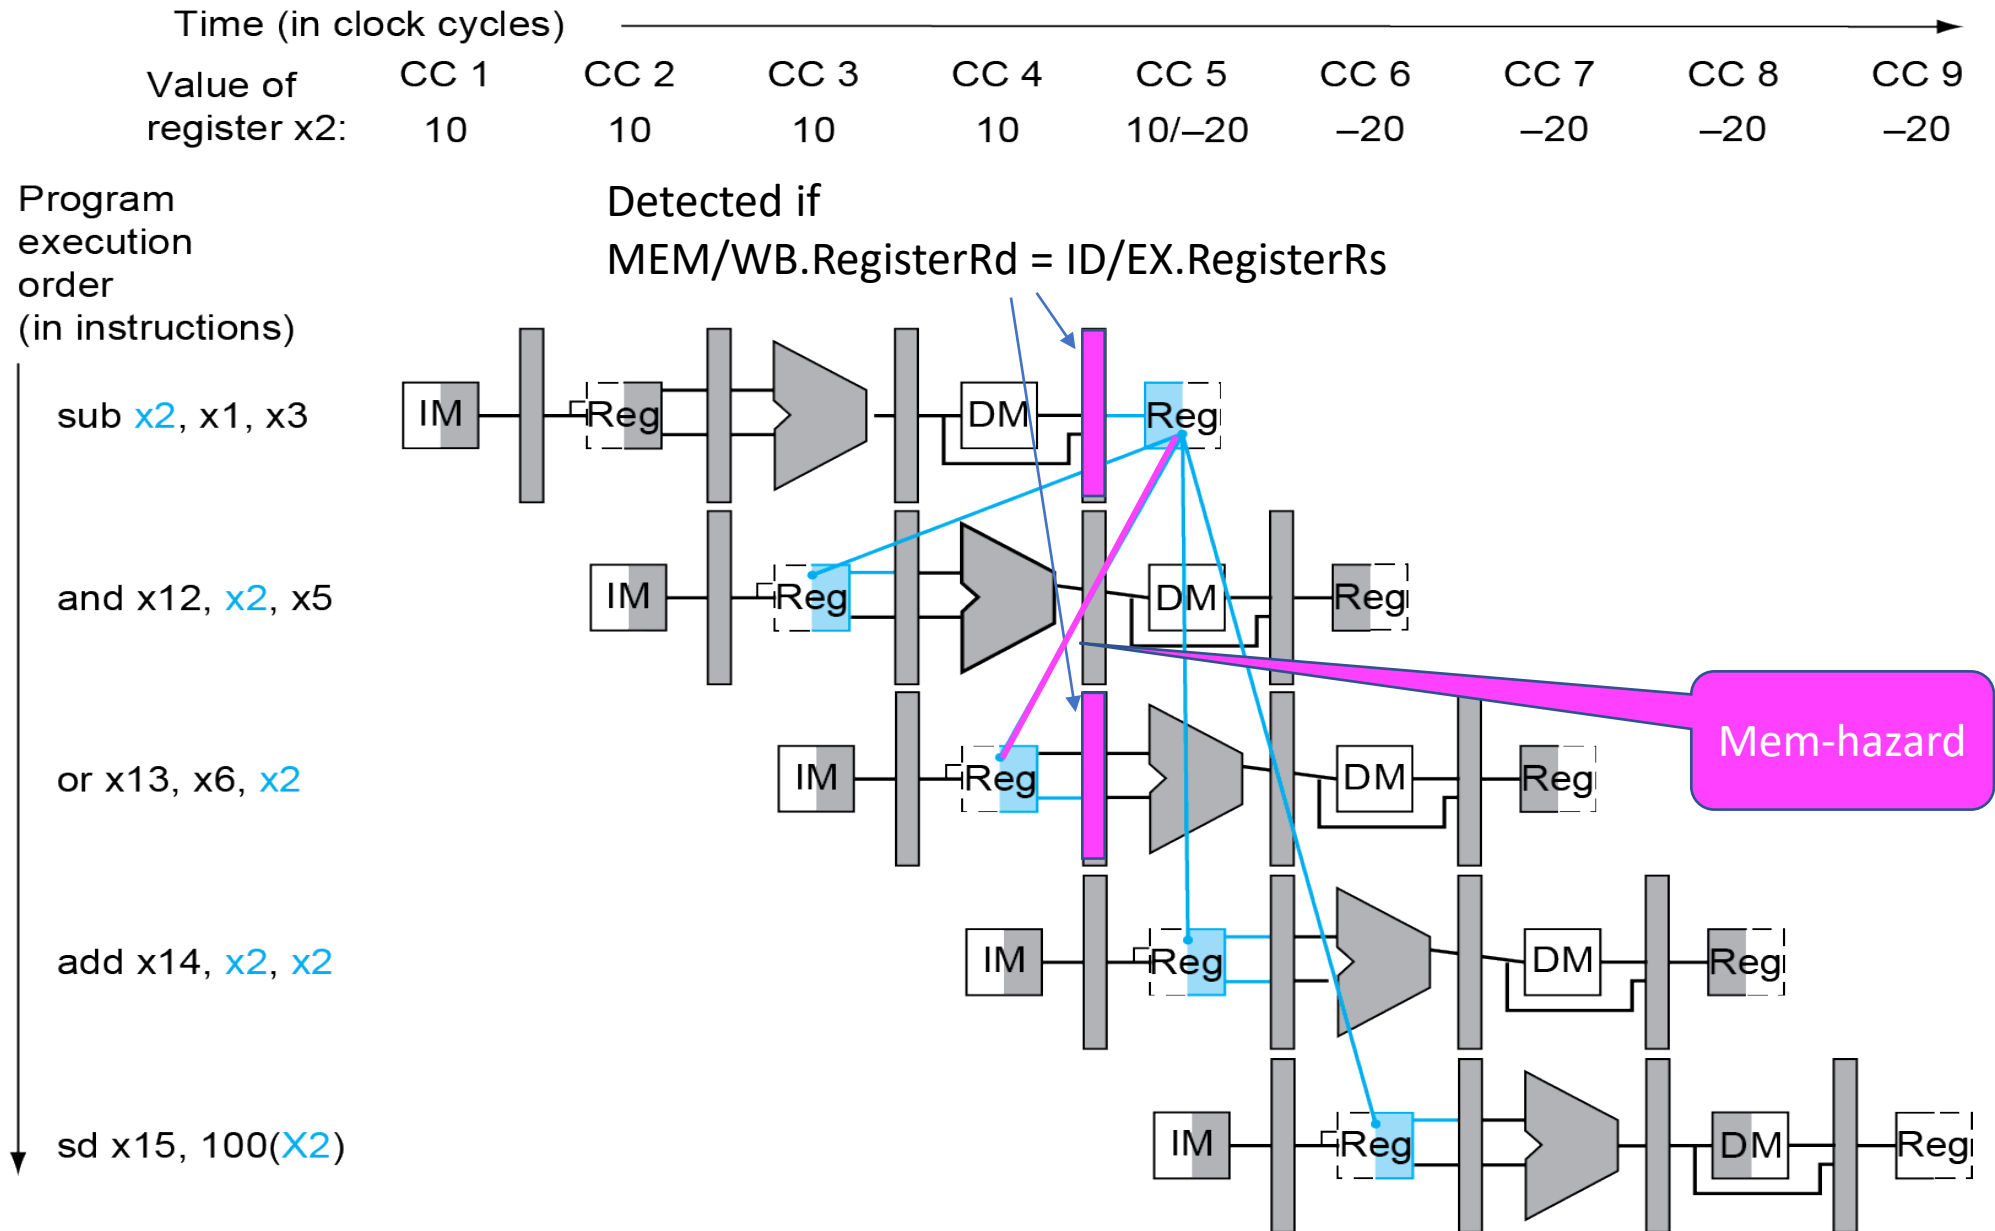 Time (in clock cycles)
Value of
register x2:
CC 1 CC 2 CC 3 CC 4 CC 5 CC 6 CC 7 CC 8 CC 9
10 10 10 10 10/–20 –20 –20 –20 –20
Program
execution
order
(in instructions)
Detected if
MEM/WB.RegisterRd = ID/EX.RegisterRs
sub x2, x1, x3
IM Reg DM Reg
and x12, x2, x5
IM Reg DM Reg
Mem-hazard
or x13, x6, x2
IM Reg DM Reg
add x14, x2, x2
IM Reg DM Reg
sd x15, 100(X2)
IM Reg DM Reg